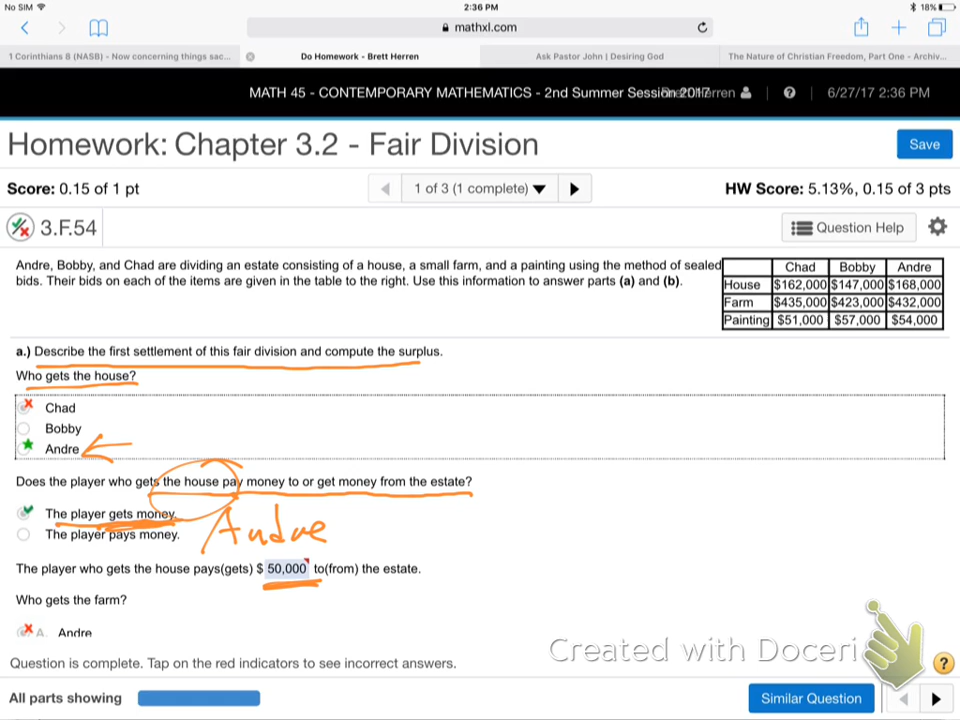 No SIM 2:36 PM 18%
mathxl.com
1 Corinthians 8 (NASB) - Now concerning things sac... Do Homework - Brett Herren Ask Pastor John | Desiring God The Nature of Christian Freedom, Part One - Archiv...
MATH 45 - CONTEMPORARY MATHEMATICS - 2nd Summer Session 2017 Herren ? 6/27/17 2:36 PM
Homework: Chapter 3.2 - Fair Division Save
Score: 0.15 of 1 pt 1 of 3 (1 complete) HW Score: 5.13%, 0.15 of 3 pts
3.F.54 Question Help
Andre, Bobby, and Chad are dividing an estate consisting of a house, a small farm, and a painting using the method of sealed
bids. Their bids on each of the items are given in the table to the right. Use this information to answer parts (a) and (b).
Chad Bobby Andre
House $162,000 $147,000 $168,000
Farm $435,000 $423,000 $432,000
Painting $51,000 $57,000 $54,000
a.) Describe the first settlement of this fair division and compute the surplus.
Who gets the house?
Chad
Bobby
Andre
Does the player who gets the house pay money to or get money from the estate?
The player gets money.
The player pays money.
Andre
The player who gets the house pays(gets) $ 50,000 to(from) the estate.
Who gets the farm?
A. Andre
Created with Doceri
Question is complete. Tap on the red indicators to see incorrect answers. ?
All parts showing Similar Question